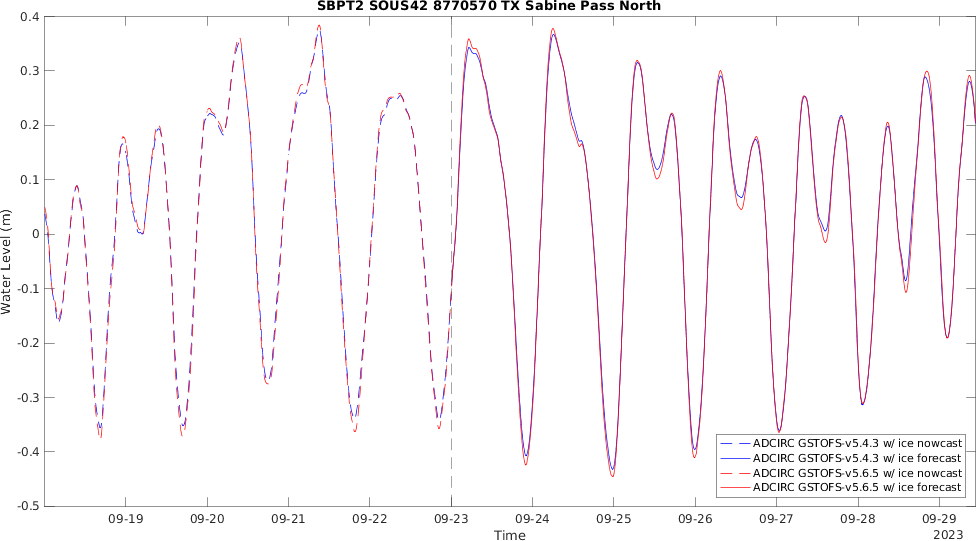 SBPT2 SOUS42 8770570 TX Sabine Pass North
0.4
0.3
0.2
0.1
0
-0.1
-0.2
-0.3
-0.4
-0.5
Water Level (m)
ADCIRC GSTOFS-v5.4.3 w/ ice nowcast
ADCIRC GSTOFS-v5.4.3 w/ ice forecast
ADCIRC GSTOFS-v5.6.5 w/ ice nowcast
ADCIRC GSTOFS-v5.6.5 w/ ice forecast
09-19 09-20 09-21 09-22 09-23 09-24 09-25 09-26 09-27 09-28 09-29
Time
2023